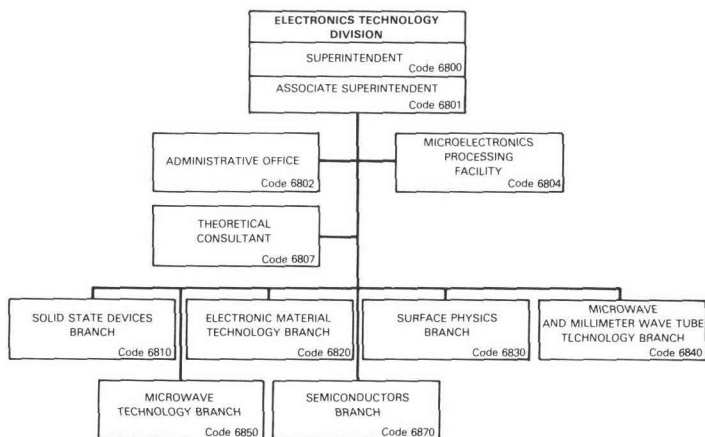 ELECTRONICS TECHNOLOGY
DIVISION
SUPERINTENDENT
Code 6800
ASSOCIATE SUPERINTENDENT
Code 6801
ADMINISTRATIVE OFFICE
Code 6802
MICROELECTRONICS
PROCESSING
FACILITY
Code 6804
THEORETICAL
CONSULTANT
Code 6807
SOLID STATE DEVICES
BRANCH
Code 6810
ELECTRONIC MATERIAL
TECHNOLOGY BRANCH
Code 6820
SURFACE PHYSICS
BRANCH
Code 6830
MICROWAVE
AND MILLIMETER WAVE TUBE
TECHNOLOGY BRANCH
Code 6840
MICROWAVE
TECHNOLOGY BRANCH
Code 6850
SEMICONDUCTORS
BRANCH
Code 6870